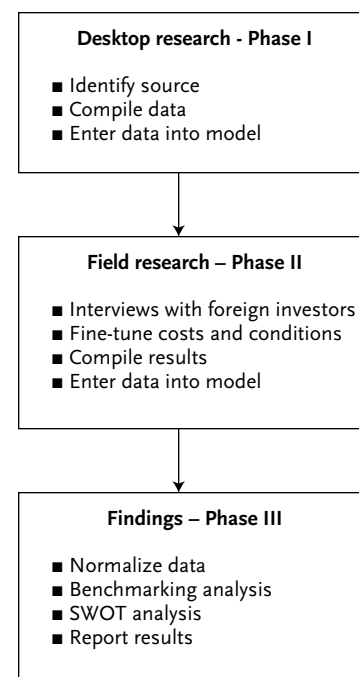 Desktop research - Phase I
■ Identify source
■ Compile data
■ Enter data into model
Field research – Phase II
■ Interviews with foreign investors
■ Fine-tune costs and conditions
■ Compile results
■ Enter data into model
Findings – Phase III
■ Normalize data
■ Benchmarking analysis
■ SWOT analysis
■ Report results